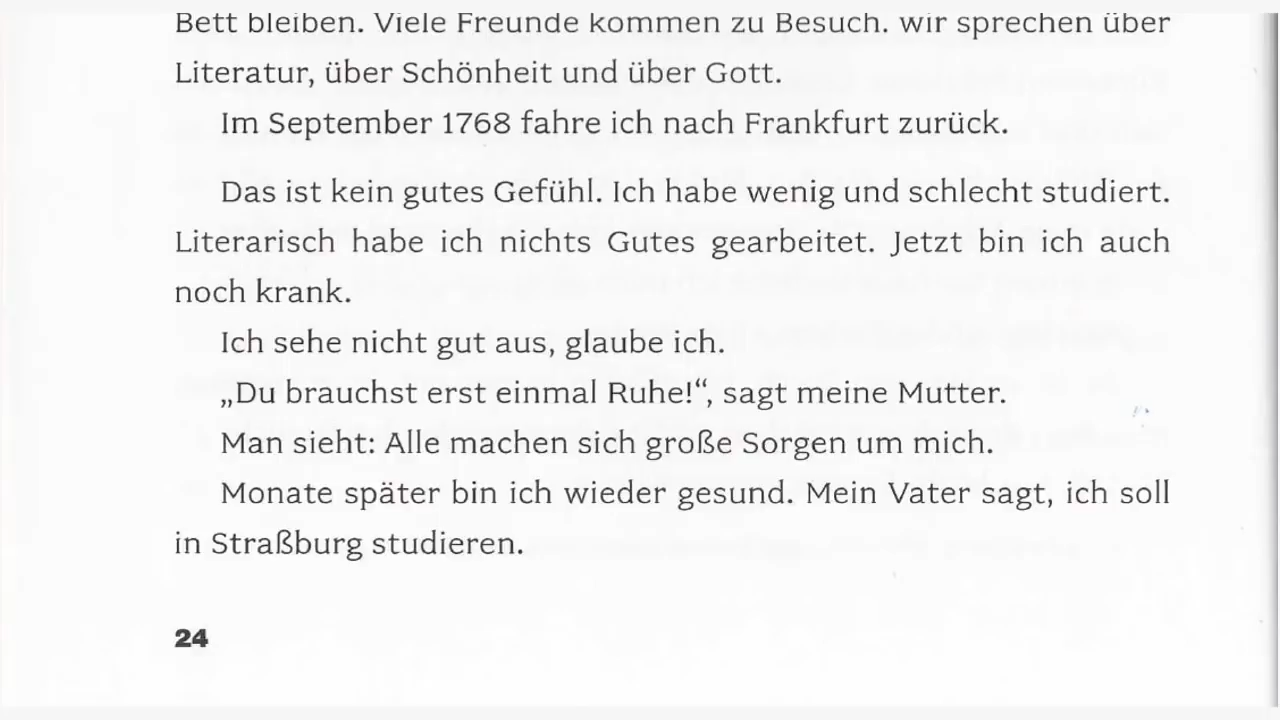 Bett bleiben. Viele Freunde kommen zu Besuch. wir sprechen über
Literatur, über Schönheit und über Gott.
Im September 1768 fahre ich nach Frankfurt zurück.
Das ist kein gutes Gefühl. Ich habe wenig und schlecht studiert.
Literarisch habe ich nichts Gutes gearbeitet. Jetzt bin ich auch
noch krank.
Ich sehe nicht gut aus, glaube ich.
„Du brauchst erst einmal Ruhe!“, sagt meine Mutter.
Man sieht: Alle machen sich große Sorgen um mich.
Monate später bin ich wieder gesund. Mein Vater sagt, ich soll
in Straßburg studieren.
24